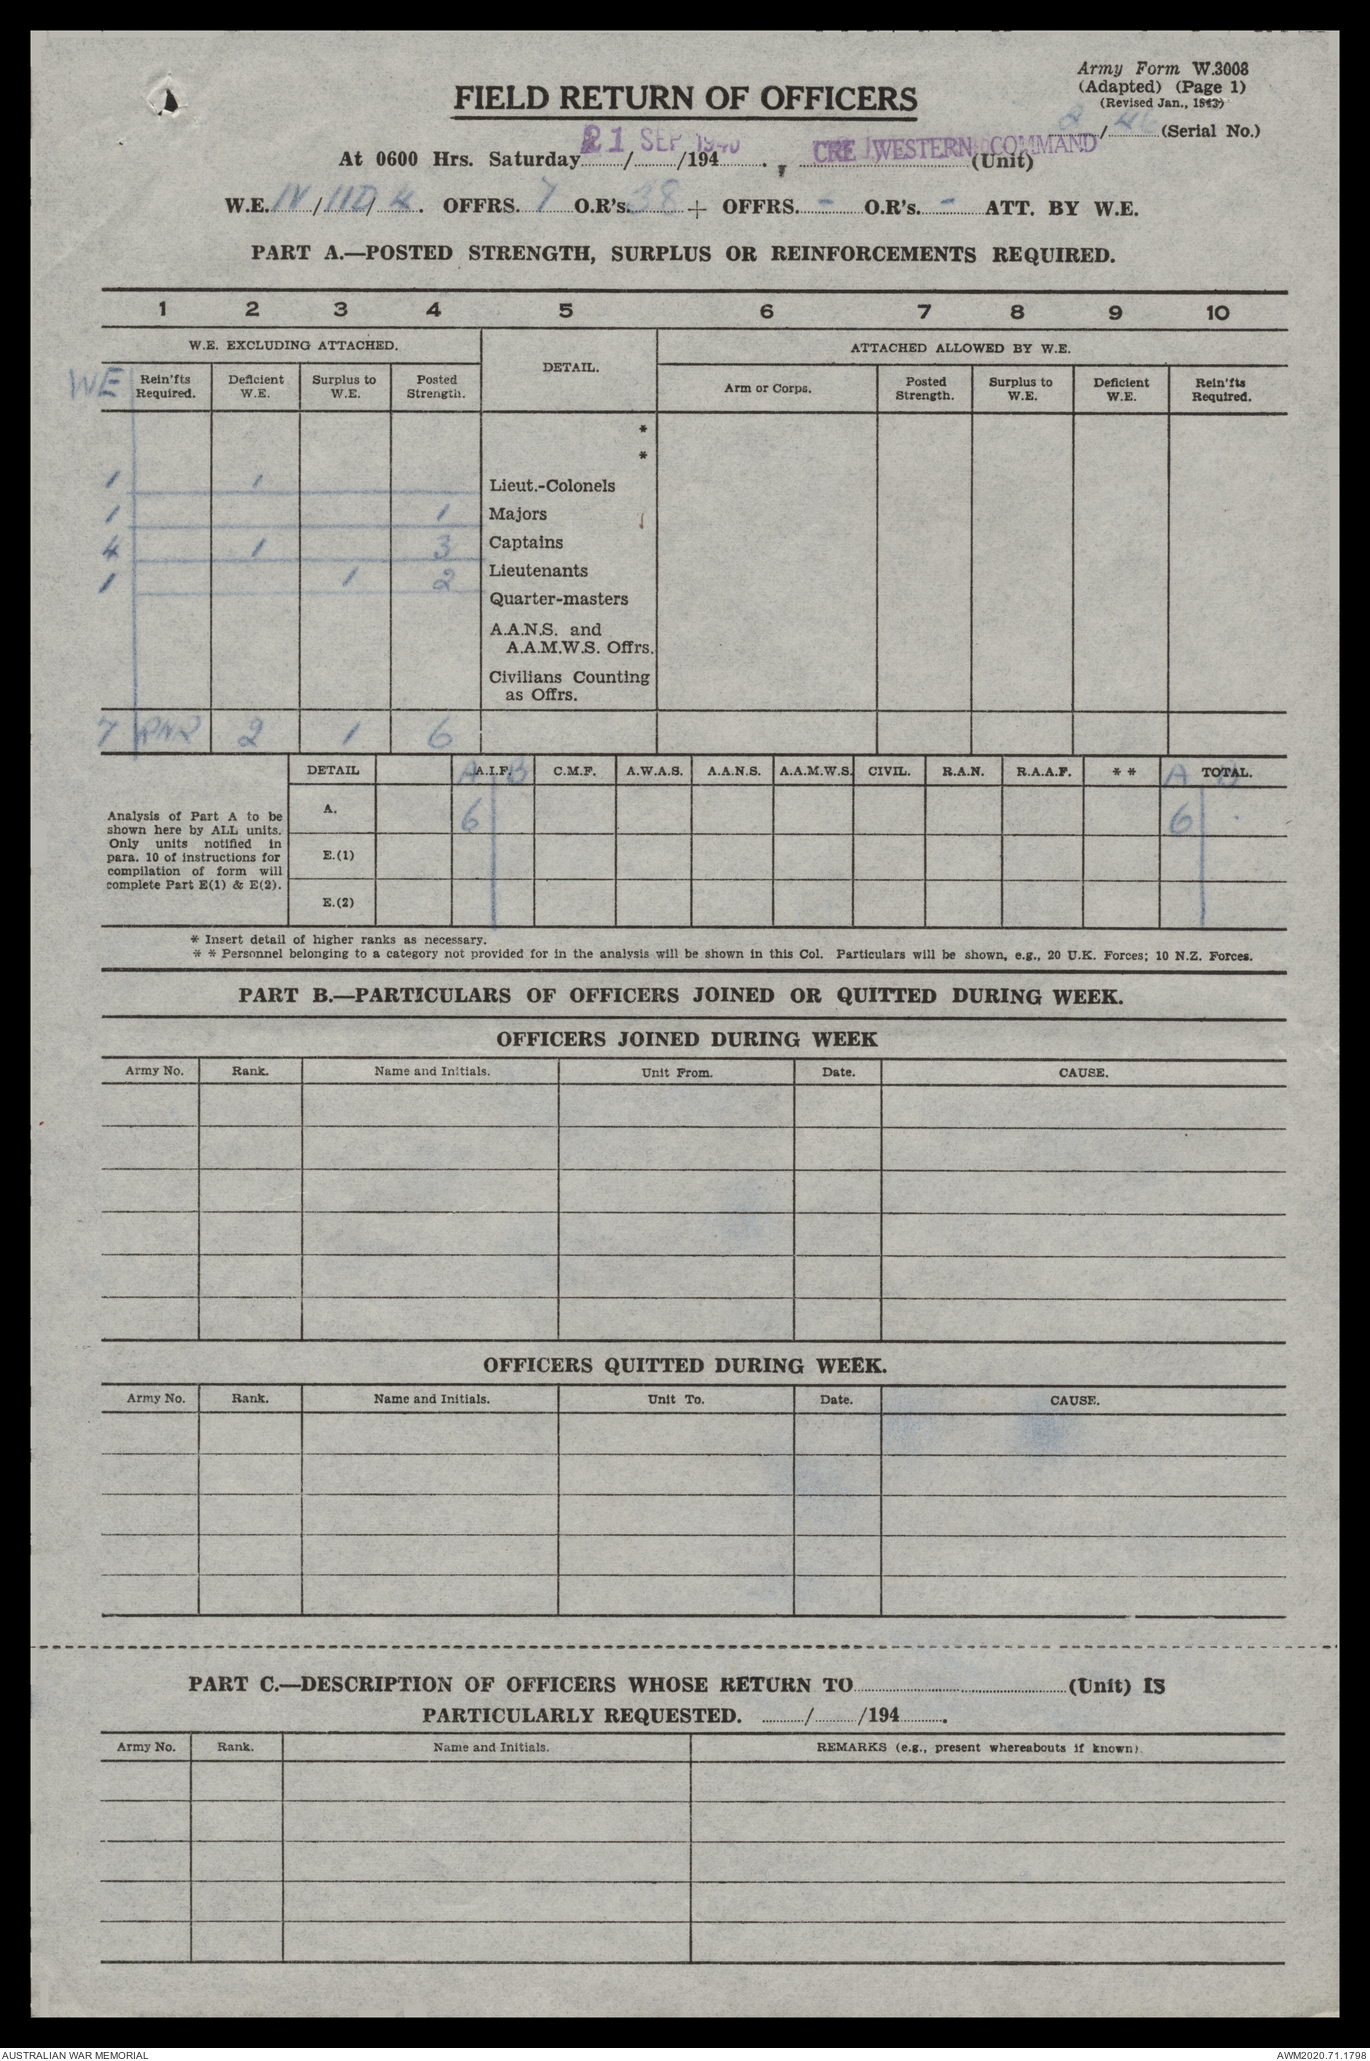 Army Form W.3008
(Adapted) (Page 1)
(Revised Jan., 1943)
/ 46 (Serial No.)
FIELD RETURN OF OFFICERS
At 0600 Hrs. Saturday 21 SEP 1946 / /194 . , CRE WESTERN COMMAND (Unit)
W.E. IV / 11D / 4 . OFFRS. 7 O.R's. 38 + OFFRS. - O.R's. - ATT. BY W.E.
PART A.—POSTED STRENGTH, SURPLUS OR REINFORCEMENTS REQUIRED.
1 2 3 4 5 6 7 8 9 10
W.E. EXCLUDING ATTACHED. DETAIL. ATTACHED ALLOWED BY W.E.
WE Rein'fts Required. Deficient W.E. Surplus to W.E. Posted Strength. Arm or Corps. Posted Strength. Surplus to W.E. Deficient W.E. Rein'fts Required.
*
*
1 1 Lieut.-Colonels
1 1 Majors
4 1 3 Captains
1 1 2 Lieutenants
Quarter-masters
A.A.N.S. and
A.A.M.W.S. Offrs.
Civilians Counting
as Offrs.
7 RNR 2 1 6
DETAIL A A.I.F. B C.M.F. A.W.A.S. A.A.N.S. A.A.M.W.S. CIVIL. R.A.N. R.A.A.F. * * A TOTAL. B
Analysis of Part A to be
shown here by ALL units.
Only units notified in
para. 10 of instructions for
compilation of form will
complete Part E(1) & E(2).
A. 6 6
E.(1)
E.(2)
* Insert detail of higher ranks as necessary.
* * Personnel belonging to a category not provided for in the analysis will be shown in this Col. Particulars will be shown, e.g., 20 U.K. Forces; 10 N.Z. Forces.
PART B.—PARTICULARS OF OFFICERS JOINED OR QUITTED DURING WEEK.
OFFICERS JOINED DURING WEEK
Army No. Rank. Name and Initials. Unit From. Date. CAUSE.
OFFICERS QUITTED DURING WEEK.
Army No. Rank. Name and Initials. Unit To. Date. CAUSE.
PART C.—DESCRIPTION OF OFFICERS WHOSE RETURN TO (Unit) IS
PARTICULARLY REQUESTED. / /194 .
Army No. Rank. Name and Initials. REMARKS (e.g., present whereabouts if known)
AUSTRALIAN WAR MEMORIAL AWM2020.71.1798